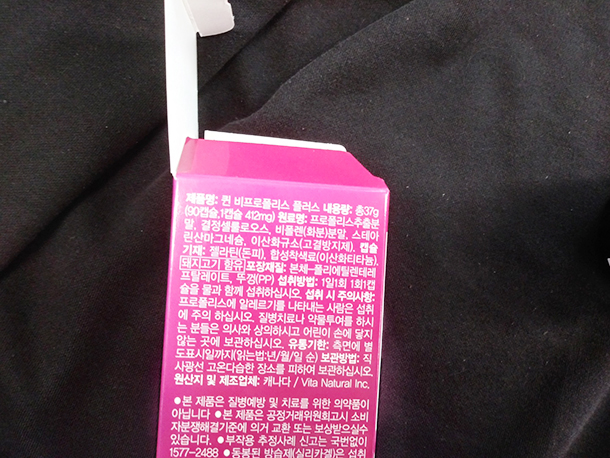 제품명: 퀸 비프로폴리스 플러스 내용량: 총37g
(90캡슐,1캡슐 412mg) 원료명: 프로폴리스추출분
말, 결정셀룰로오스, 비폴렌(화분)분말, 스테아
린산마그네슘, 이산화규소(고결방지제). 캡슐
기재: 젤라틴(돈피), 합성착색료(이산화티타늄),
돼지고기 함유 포장재질: 본체-폴리에틸렌테레
프탈레이트, 뚜껑(PP) 섭취방법: 1일1회 1회1캡
슐을 물과 함께 섭취하십시오. 섭취 시 주의사항:
프로폴리스에 알레르기를 나타내는 사람은 섭취
에 주의 하십시오. 질병치료나 약물투여를 하시
는 분들은 의사와 상의하시고 어린이 손에 닿지
않는 곳에 보관하십시오. 유통기한: 측면에 별
도표시일까지(읽는법:년/월/일 순) 보관방법: 직
사광선 고온다습한 장소를 피하여 보관하십시오.
원산지 및 제조업체: 캐나다 / Vita Natural Inc.
●본 제품은 질병예방 및 치료를 위한 의약품이
아닙니다 ●본 제품은 공정거래위원회고시 소비
자분쟁해결기준에 의거 교환 또는 보상받으실수
있습니다. ●부작용 추정사례 신고는 국번없이
1577-2488 ●동봉된 방습제(실리카겔)은 섭취